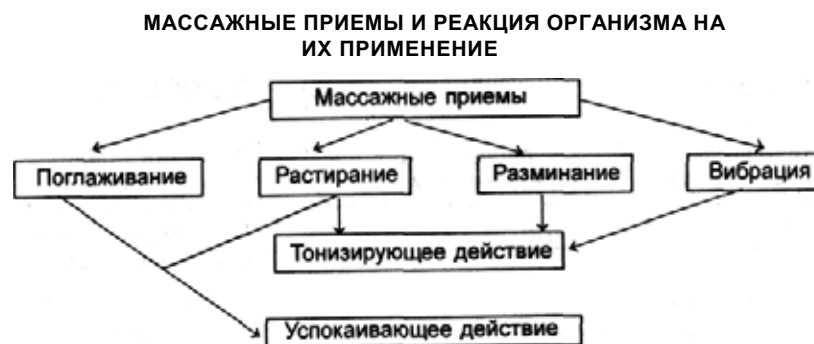 МАССАЖНЫЕ ПРИЕМЫ И РЕАКЦИЯ ОРГАНИЗМА НА
ИХ ПРИМЕНЕНИЕ
Массажные приемы
Поглаживание
Растирание
Разминание
Вибрация
Тонизирующее действие
Успокаивающее действие